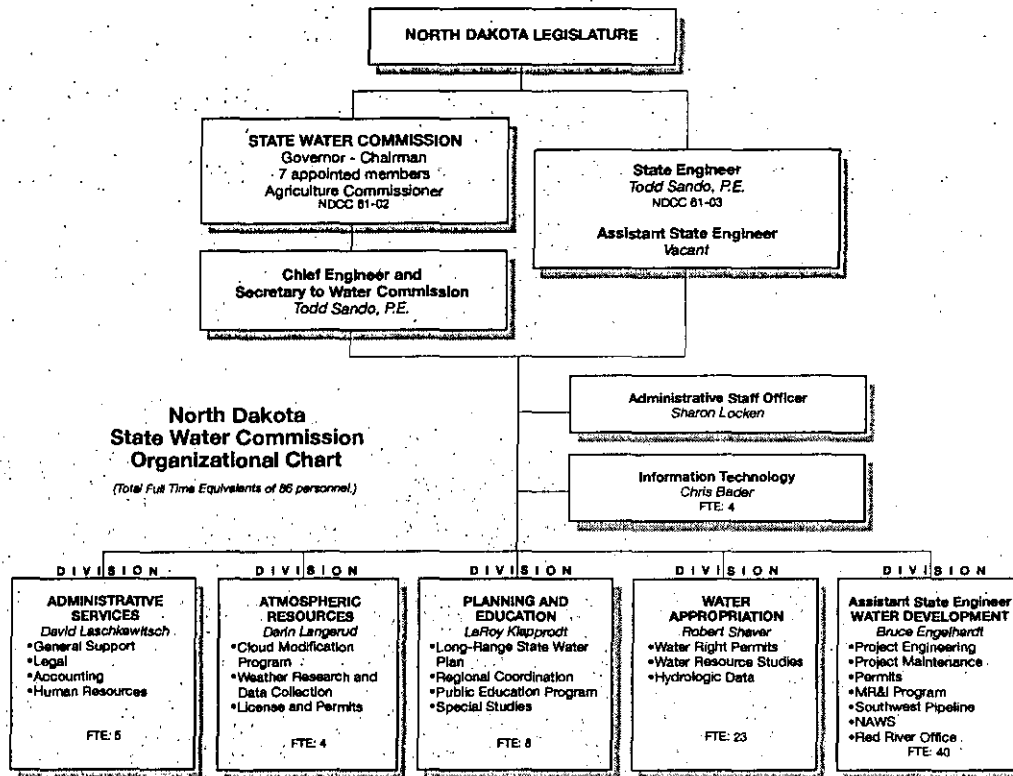 NORTH DAKOTA LEGISLATURE
STATE WATER COMMISSION
Governor - Chairman
7 appointed members
Agriculture Commissioner
NDCC 61-02
State Engineer
Todd Sando, P.E.
NDCC 61-03
Assistant State Engineer
Vacant
Chief Engineer and
Secretary to Water Commission
Todd Sando, P.E.
Administrative Staff Officer
Sharon Locken
North Dakota
State Water Commission
Organizational Chart
(Total Full Time Equivalents of 86 personnel.)
Information Technology
Chris Bader
FTE: 4
DIVISION
ADMINISTRATIVE
SERVICES
David Laschkewitsch
•General Support
•Legal
•Accounting
•Human Resources
FTE: 5
DIVISION
ATMOSPHERIC
RESOURCES
Darin Langerud
•Cloud Modification
Program
•Weather Research and
Data Collection
•License and Permits
FTE: 4
DIVISION
PLANNING AND
EDUCATION
LeRoy Klapprodt
•Long-Range State Water
Plan
•Regional Coordination
•Public Education Program
•Special Studies
FTE: 8
DIVISION
WATER
APPROPRIATION
Robert Shaver
•Water Right Permits
•Water Resource Studies
•Hydrologic Data
FTE: 23
DIVISION
Assistant State Engineer
WATER DEVELOPMENT
Bruce Engelhardt
•Project Engineering
•Project Maintenance
•Permits
•MR&I Program
•Southwest Pipeline
•NAWS
•Red River Office
FTE: 40